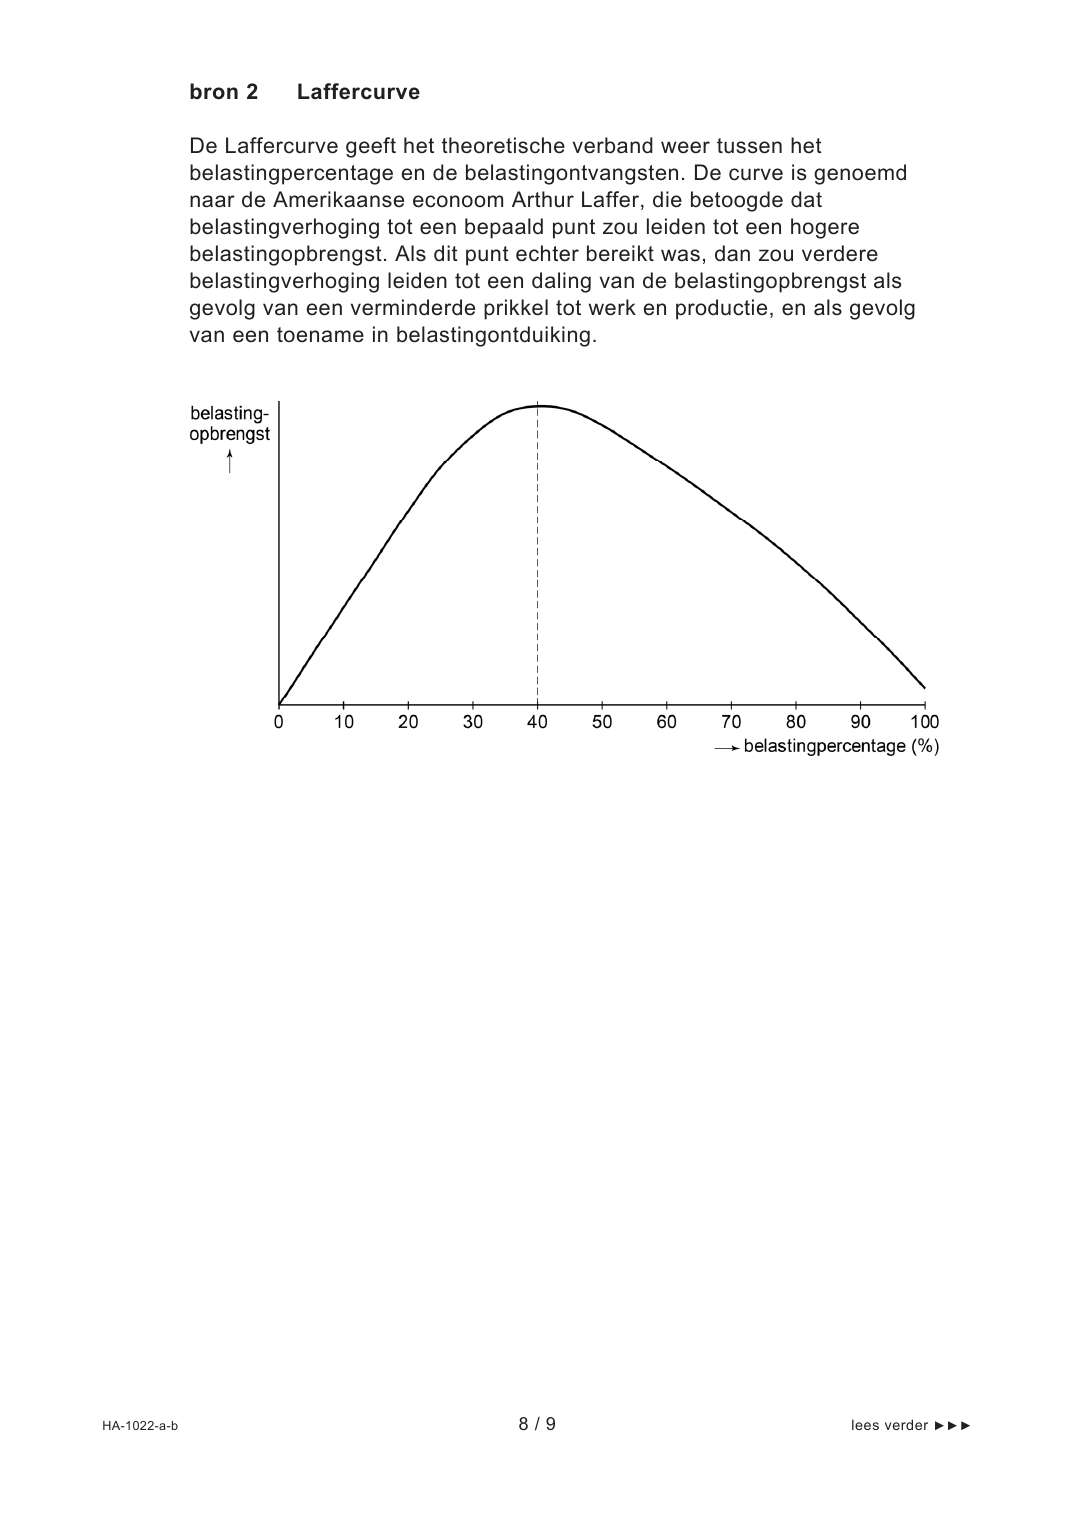 bron 2 Laffercurve
De Laffercurve geeft het theoretische verband weer tussen het
belastingpercentage en de belastingontvangsten. De curve is genoemd
naar de Amerikaanse econoom Arthur Laffer, die betoogde dat
belastingverhoging tot een bepaald punt zou leiden tot een hogere
belastingopbrengst. Als dit punt echter bereikt was, dan zou verdere
belastingverhoging leiden tot een daling van de belastingopbrengst als
gevolg van een verminderde prikkel tot werk en productie, en als gevolg
van een toename in belastingontduiking.
belasting-
opbrengst
0 10 20 30 40 50 60 70 80 90 100
belastingpercentage (%)
HA-1022-a-b 8 / 9 lees verder ►►►